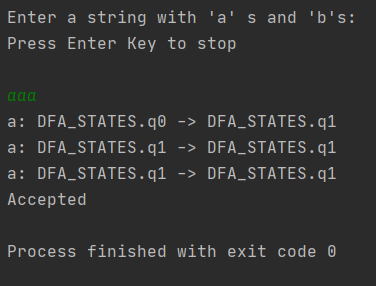 Enter a string with 'a' s and 'b's:
Press Enter Key to stop
aaa
a: DFA_STATES.q0 -> DFA_STATES.q1
a: DFA_STATES.q1 -> DFA_STATES.q1
a: DFA_STATES.q1 -> DFA_STATES.q1
Accepted
Process finished with exit code 0